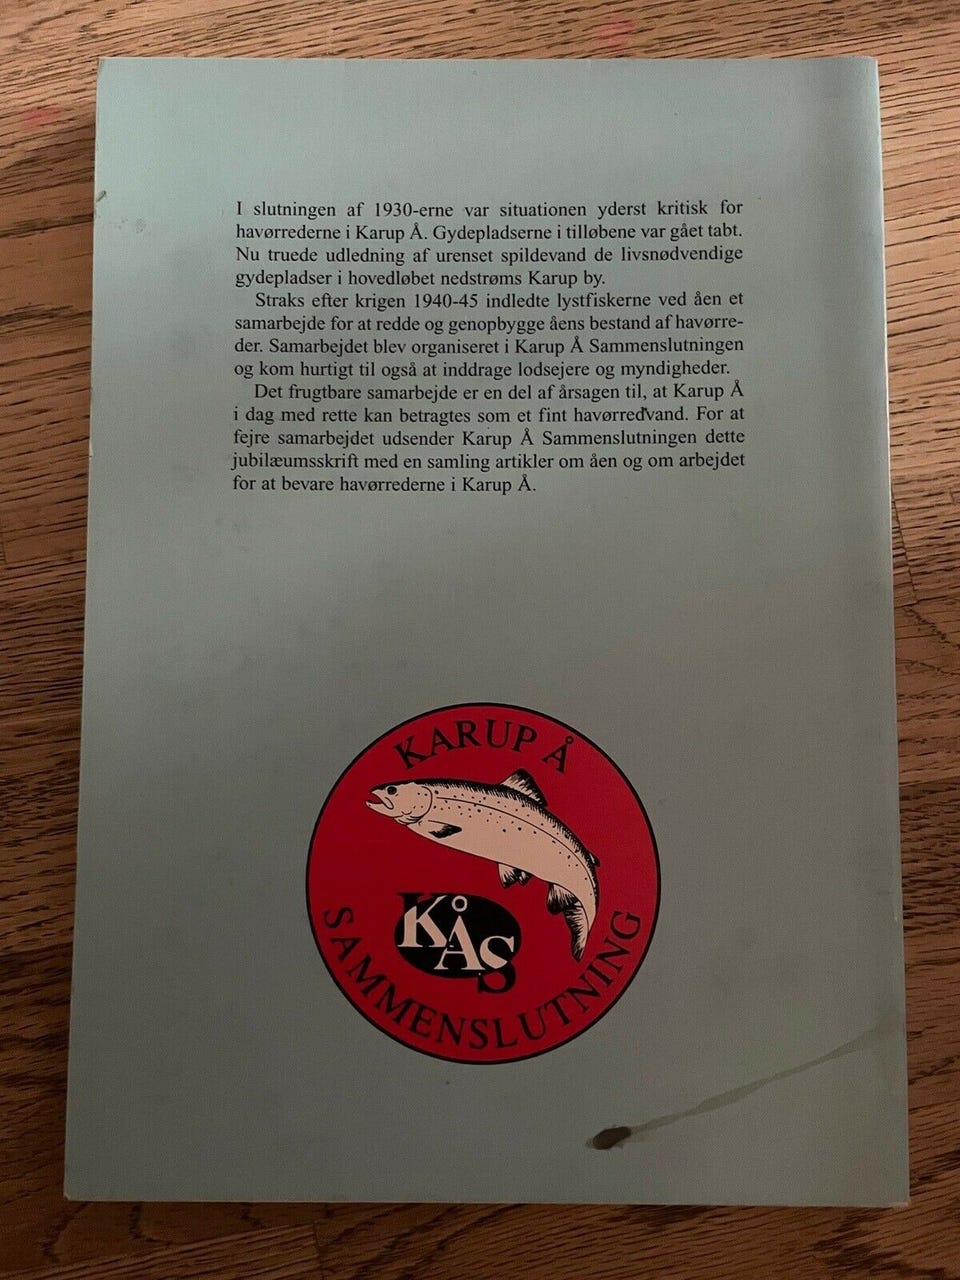 I slutningen af 1930-erne var situationen yderst kritisk for
havørrederne i Karup Å. Gydepladserne i tilløbene var gået tabt.
Nu truede udledning af urenset spildevand de livsnødvendige
gydepladser i hovedløbet nedstrøms Karup by.
Straks efter krigen 1940-45 indledte lystfiskerne ved åen et
samarbejde for at redde og genopbygge åens bestand af havørre-
der. Samarbejdet blev organiseret i Karup Å Sammenslutningen
og kom hurtigt til også at inddrage lodsejere og myndigheder.
Det frugtbare samarbejde er en del af årsagen til, at Karup Å
i dag med rette kan betragtes som et fint havørredvand. For at
fejre samarbejdet udsender Karup Å Sammenslutningen dette
jubilæumsskrift med en samling artikler om åen og om arbejdet
for at bevare havørrederne i Karup Å.
KARUP Å
KÅS
SAMMENSLUTNING